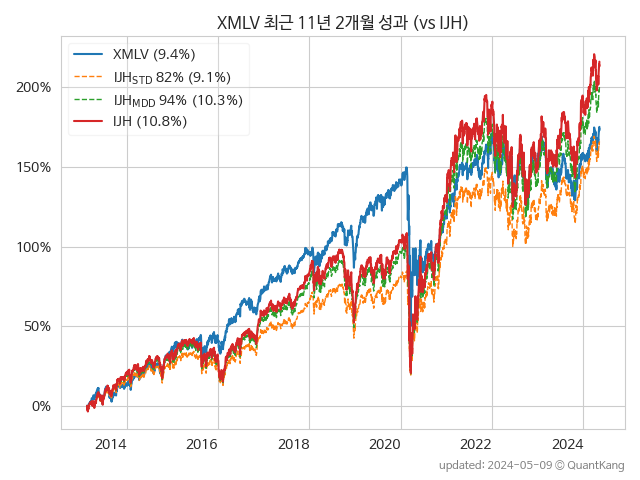 XMLV 최근 11년 2개월 성과 (vs IJH)
XMLV (9.4%)
IJH_STD 82% (9.1%)
IJH_MDD 94% (10.3%)
IJH (10.8%)
200%
150%
100%
50%
0%
2014 2016 2018 2020 2022 2024
updated: 2024-05-09 © QuantKang